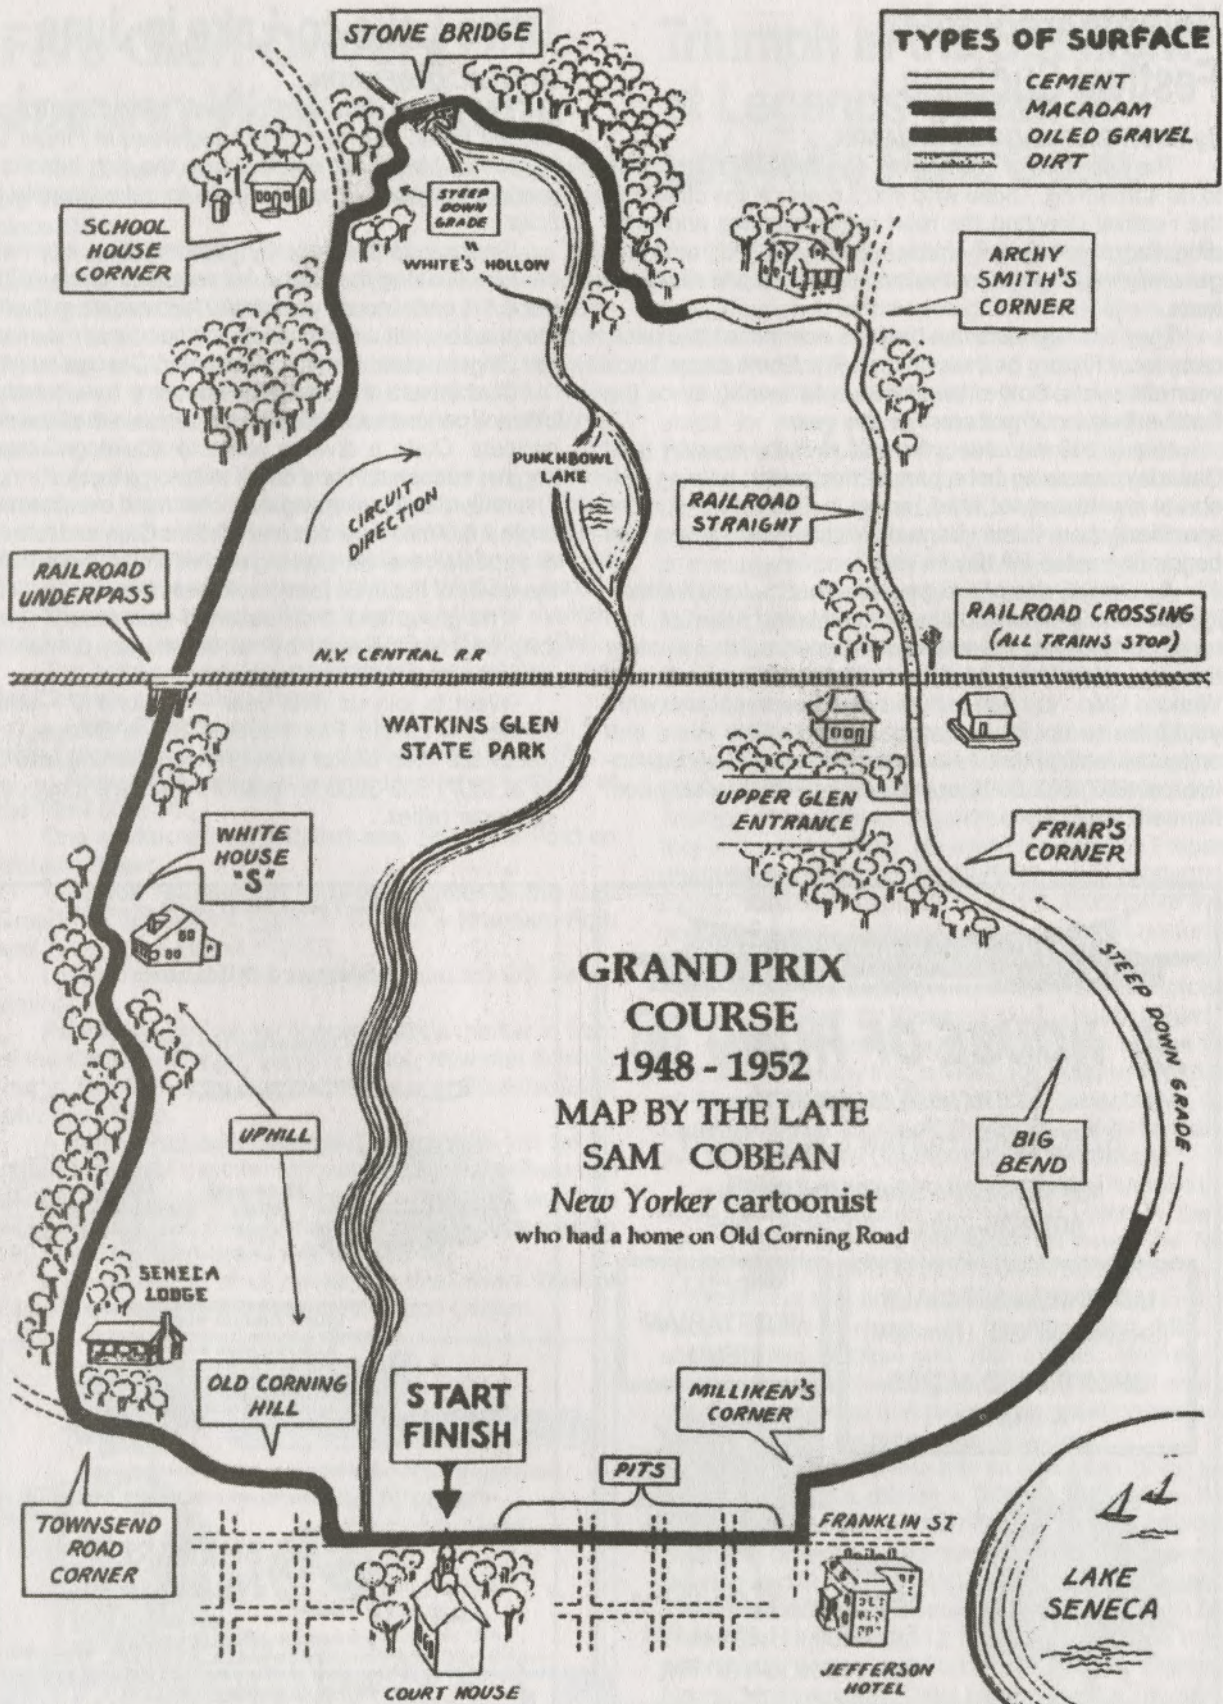 STONE BRIDGE
TYPES OF SURFACE
CEMENT
MACADAM
OILED GRAVEL
DIRT
SCHOOL
HOUSE
CORNER
STEEP
DOWN
GRADE
"
WHITE'S HOLLOW
ARCHY
SMITH'S
CORNER
PUNCHBOWL
LAKE
CIRCUIT
DIRECTION
RAILROAD
STRAIGHT
RAILROAD
UNDERPASS
RAILROAD CROSSING
(ALL TRAINS STOP)
N.Y. CENTRAL R.R
WATKINS GLEN
STATE PARK
UPPER GLEN
ENTRANCE
WHITE
HOUSE
"S"
FRIAR'S
CORNER
STEEP DOWN GRADE
GRAND PRIX
COURSE
1948 - 1952
MAP BY THE LATE
SAM COBEAN
New Yorker cartoonist
who had a home on Old Corning Road
UPHILL
BIG
BEND
SENECA
LODGE
OLD CORNING
HILL
START
FINISH
MILLIKEN'S
CORNER
PITS
TOWNSEND
ROAD
CORNER
FRANKLIN ST.
LAKE
SENECA
COURT HOUSE
JEFFERSON
HOTEL